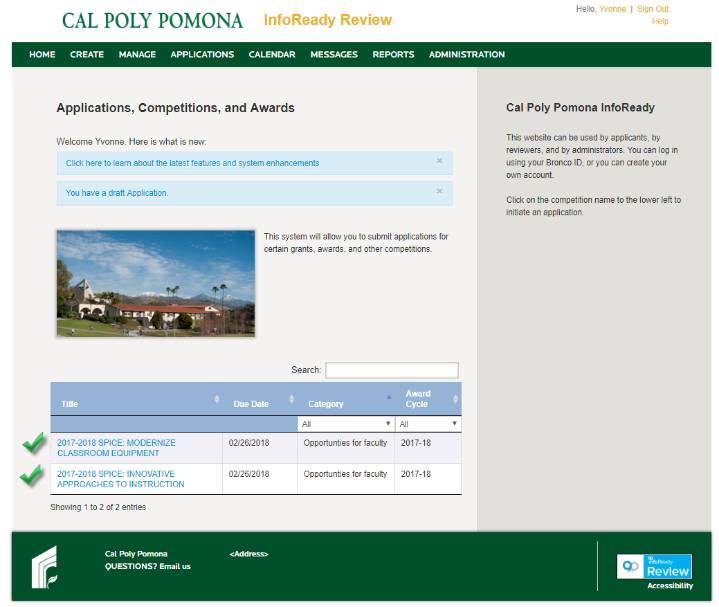 CAL POLY POMONA InfoReady Review
Hello, Yvonne | Sign Out
Help
HOME CREATE MANAGE APPLICATIONS CALENDAR MESSAGES REPORTS ADMINISTRATION
Applications, Competitions, and Awards
Welcome Yvonne. Here is what is new:
Click here to learn about the latest features and system enhancements ×
You have a draft Application. ×
This system will allow you to submit applications for
certain grants, awards, and other competitions.
Search:
Title Due Date Category Award
Cycle
All All
2017-2018 SPICE: MODERNIZE
CLASSROOM EQUIPMENT 02/26/2018 Opportunties for faculty 2017-18
2017-2018 SPICE: INNOVATIVE
APPROACHES TO INSTRUCTION 02/26/2018 Opportunties for faculty 2017-18
Showing 1 to 2 of 2 entries
Cal Poly Pomona InfoReady
This website can be used by applicants, by
reviewers, and by administrators. You can log in
using your Bronco ID, or you can create your
own account.
Click on the competition name to the lower left to
initiate an application.
Cal Poly Pomona <Address>
QUESTIONS? Email us
InfoReady
Review
Accessibility